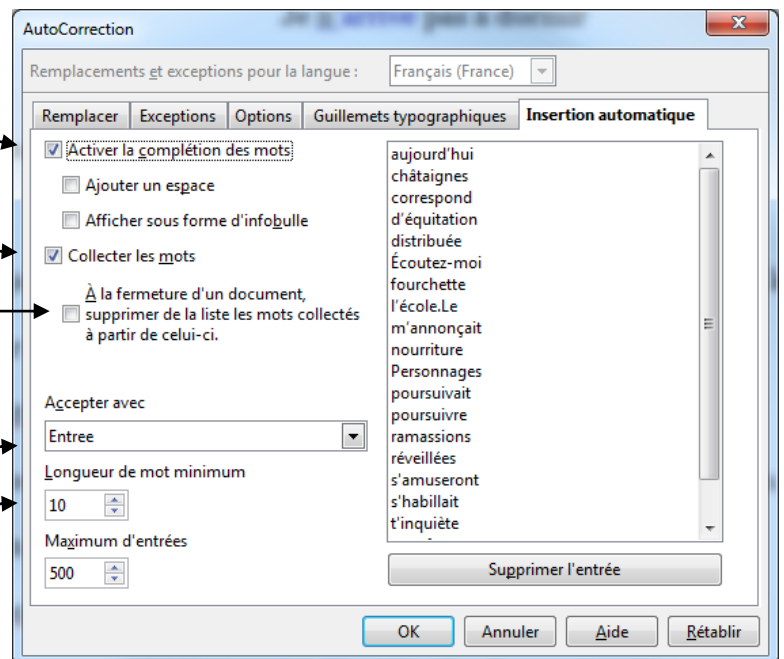 Je n'arrive pas à dormir
AutoCorrection
Remplacements et exceptions pour la langue :
Français (France)
Remplacer
Exceptions
Options
Guillemets typographiques
Insertion automatique
Activer la complétion des mots
Ajouter un espace
Afficher sous forme d'infobulle
Collecter les mots
À la fermeture d'un document,
supprimer de la liste les mots collectés
à partir de celui-ci.
Accepter avec
Entree
Longueur de mot minimum
10
Maximum d'entrées
500
aujourd'hui
châtaignes
correspond
d'équitation
distribuée
Écoutez-moi
fourchette
l'école.Le
m'annonçait
nourriture
Personnages
poursuivait
poursuivre
ramassions
réveillées
s'amuseront
s'habillait
t'inquiète
Supprimer l'entrée
OK
Annuler
Aide
Rétablir